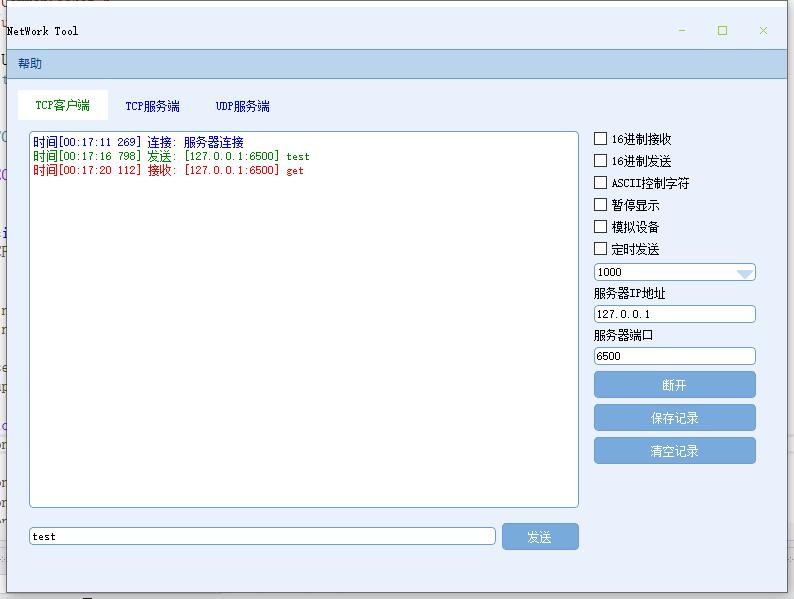 NetWork Tool
帮助
TCP客户端 TCP服务端 UDP服务端
时间[00:17:11 269] 连接: 服务器连接
时间[00:17:16 798] 发送: [127.0.0.1:6500] test
时间[00:17:20 112] 接收: [127.0.0.1:6500] get
16进制接收
16进制发送
ASCII控制字符
暂停显示
模拟设备
定时发送
1000
服务器IP地址
127.0.0.1
服务器端口
6500
断开
保存记录
清空记录
test
发送